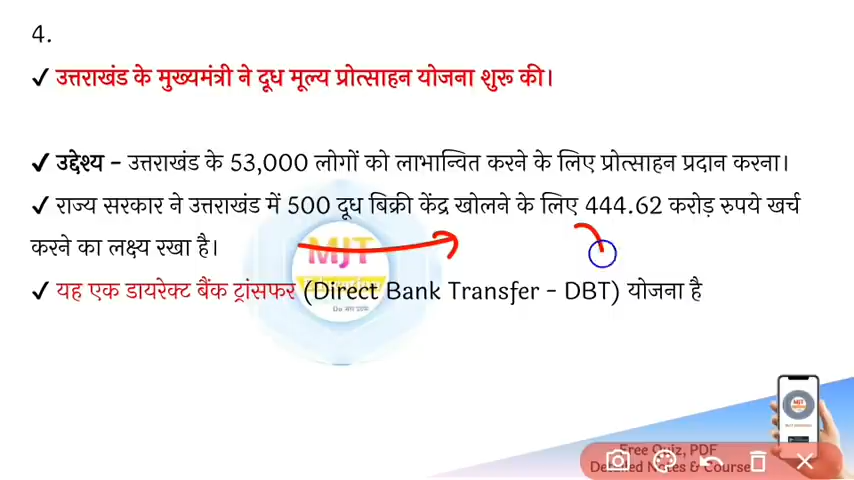 4.
✓ उत्तराखंड के मुख्यमंत्री ने दूध मूल्य प्रोत्साहन योजना शुरू की।
✓ उद्देश्य – उत्तराखंड के 53,000 लोगों को लाभान्वित करने के लिए प्रोत्साहन प्रदान करना।
✓ राज्य सरकार ने उत्तराखंड में 500 दूध बिक्री केंद्र खोलने के लिए 444.62 करोड़ रुपये खर्च
करने का लक्ष्य रखा है।
✓ यह एक डायरेक्ट बैंक ट्रांसफर (Direct Bank Transfer - DBT) योजना है
MJT
MJT
Free Quiz, PDF
Detailed Notes & Course